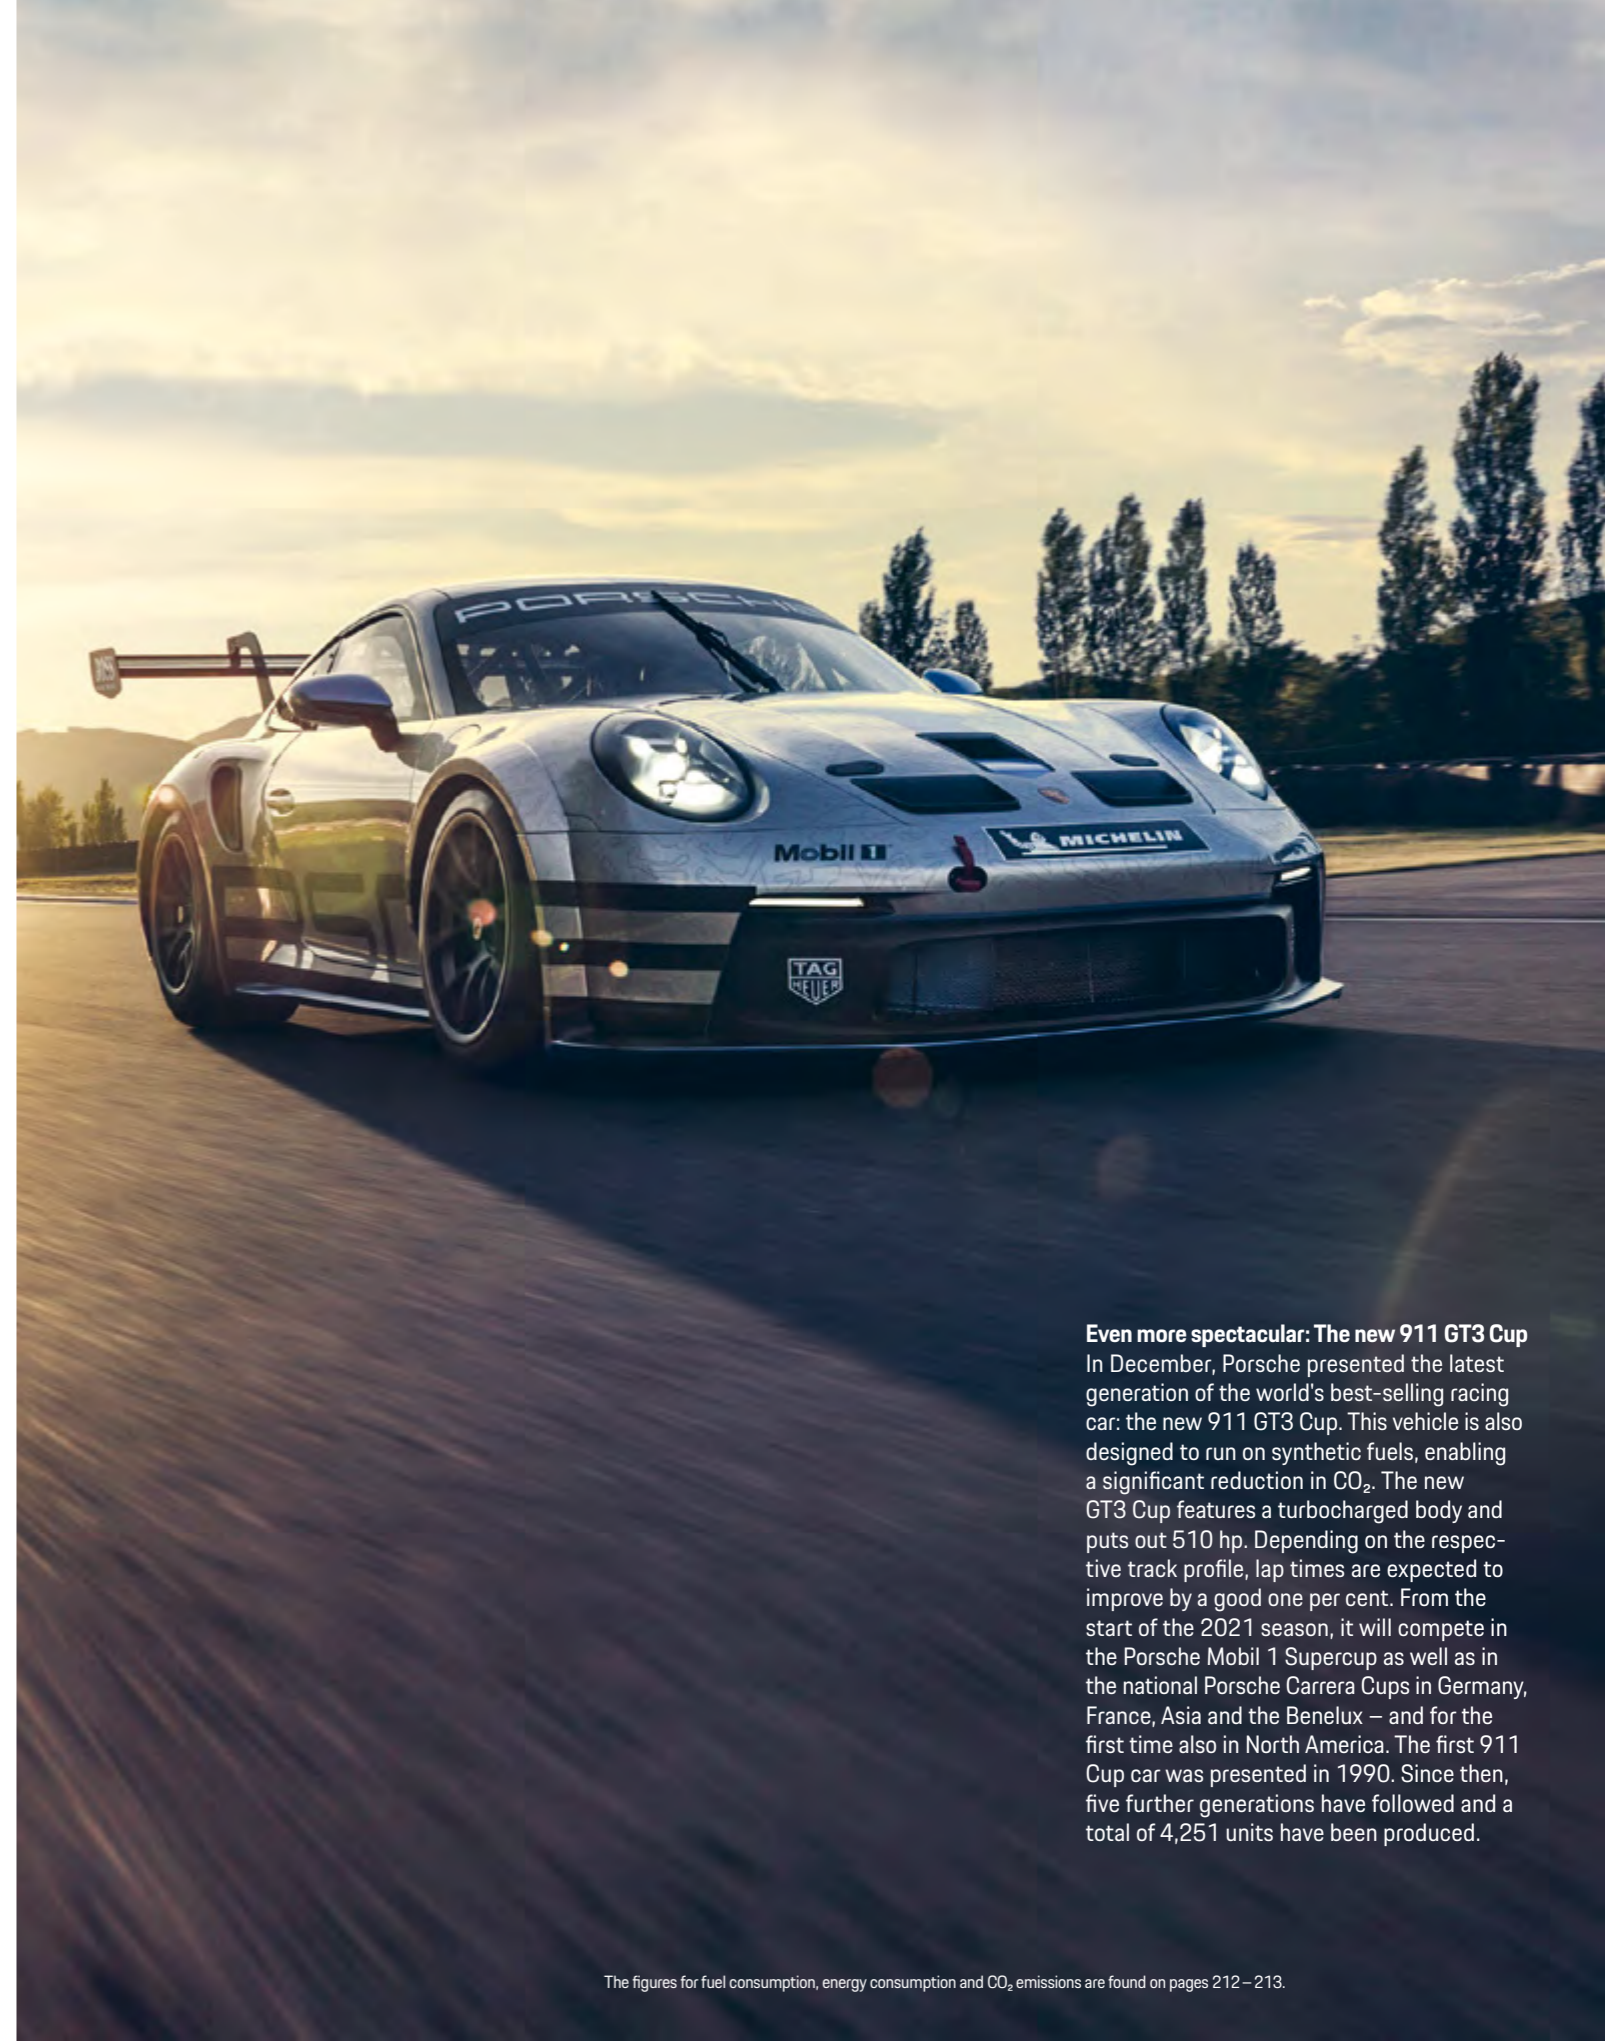 PORSCHE
Mobil 1
MICHELIN
TAG
HEUER
Even more spectacular: The new 911 GT3 Cup
In December, Porsche presented the latest
generation of the world's best-selling racing
car: the new 911 GT3 Cup. This vehicle is also
designed to run on synthetic fuels, enabling
a significant reduction in CO₂. The new
GT3 Cup features a turbocharged body and
puts out 510 hp. Depending on the respec-
tive track profile, lap times are expected to
improve by a good one per cent. From the
start of the 2021 season, it will compete in
the Porsche Mobil 1 Supercup as well as in
the national Porsche Carrera Cups in Germany,
France, Asia and the Benelux – and for the
first time also in North America. The first 911
Cup car was presented in 1990. Since then,
five further generations have followed and a
total of 4,251 units have been produced.
The figures for fuel consumption, energy consumption and CO₂ emissions are found on pages 212–213.